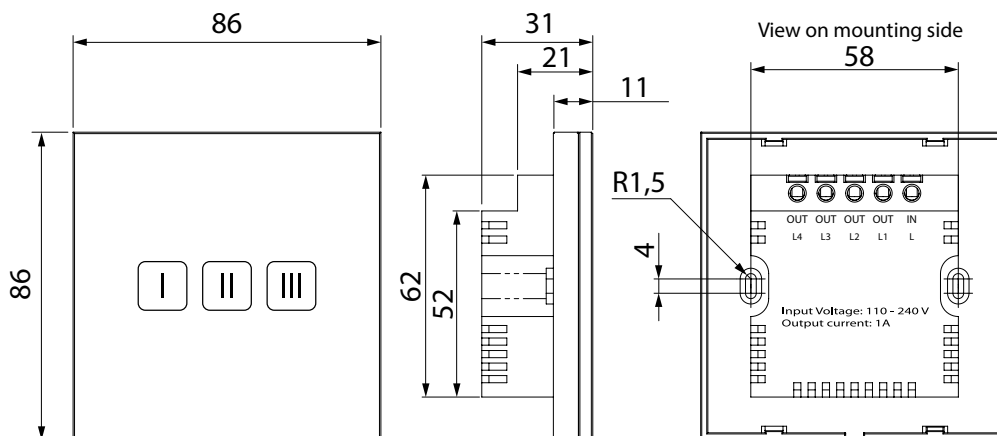 86
31
21
11
View on mounting side
58
86
I II III
62
52
R1,5
4
OUT OUT OUT OUT IN
L4 L3 L2 L1 L
Input Voltage: 110 - 240 V
Output current: 1A